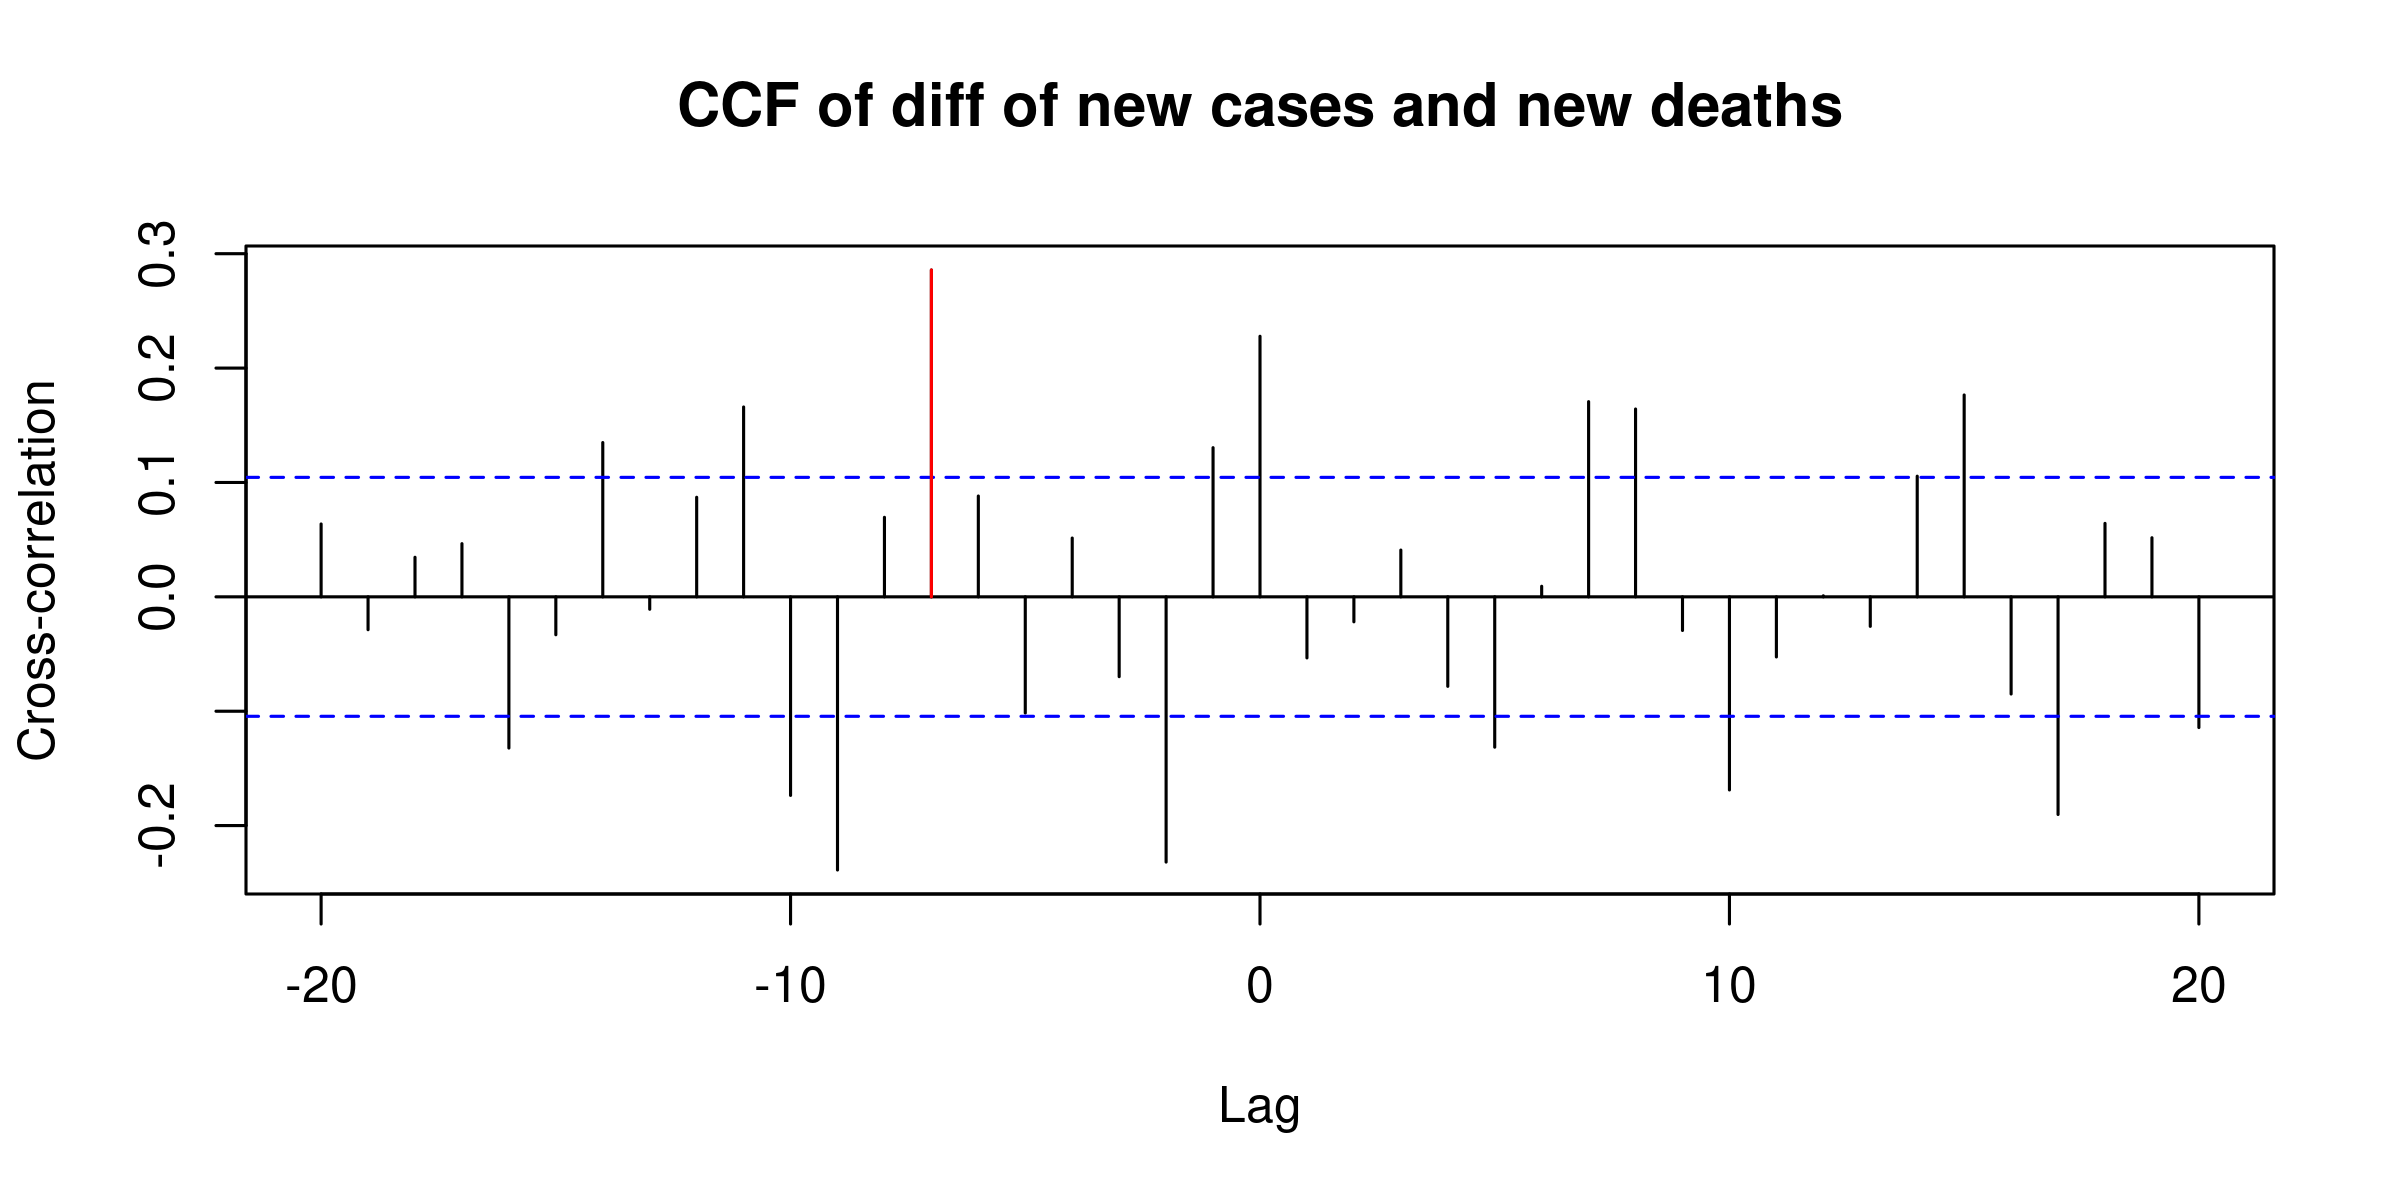 CCF of diff of new cases and new deaths
Cross-correlation
0.3
0.2
0.1
0.0
-0.2
-20 -10 0 10 20
Lag